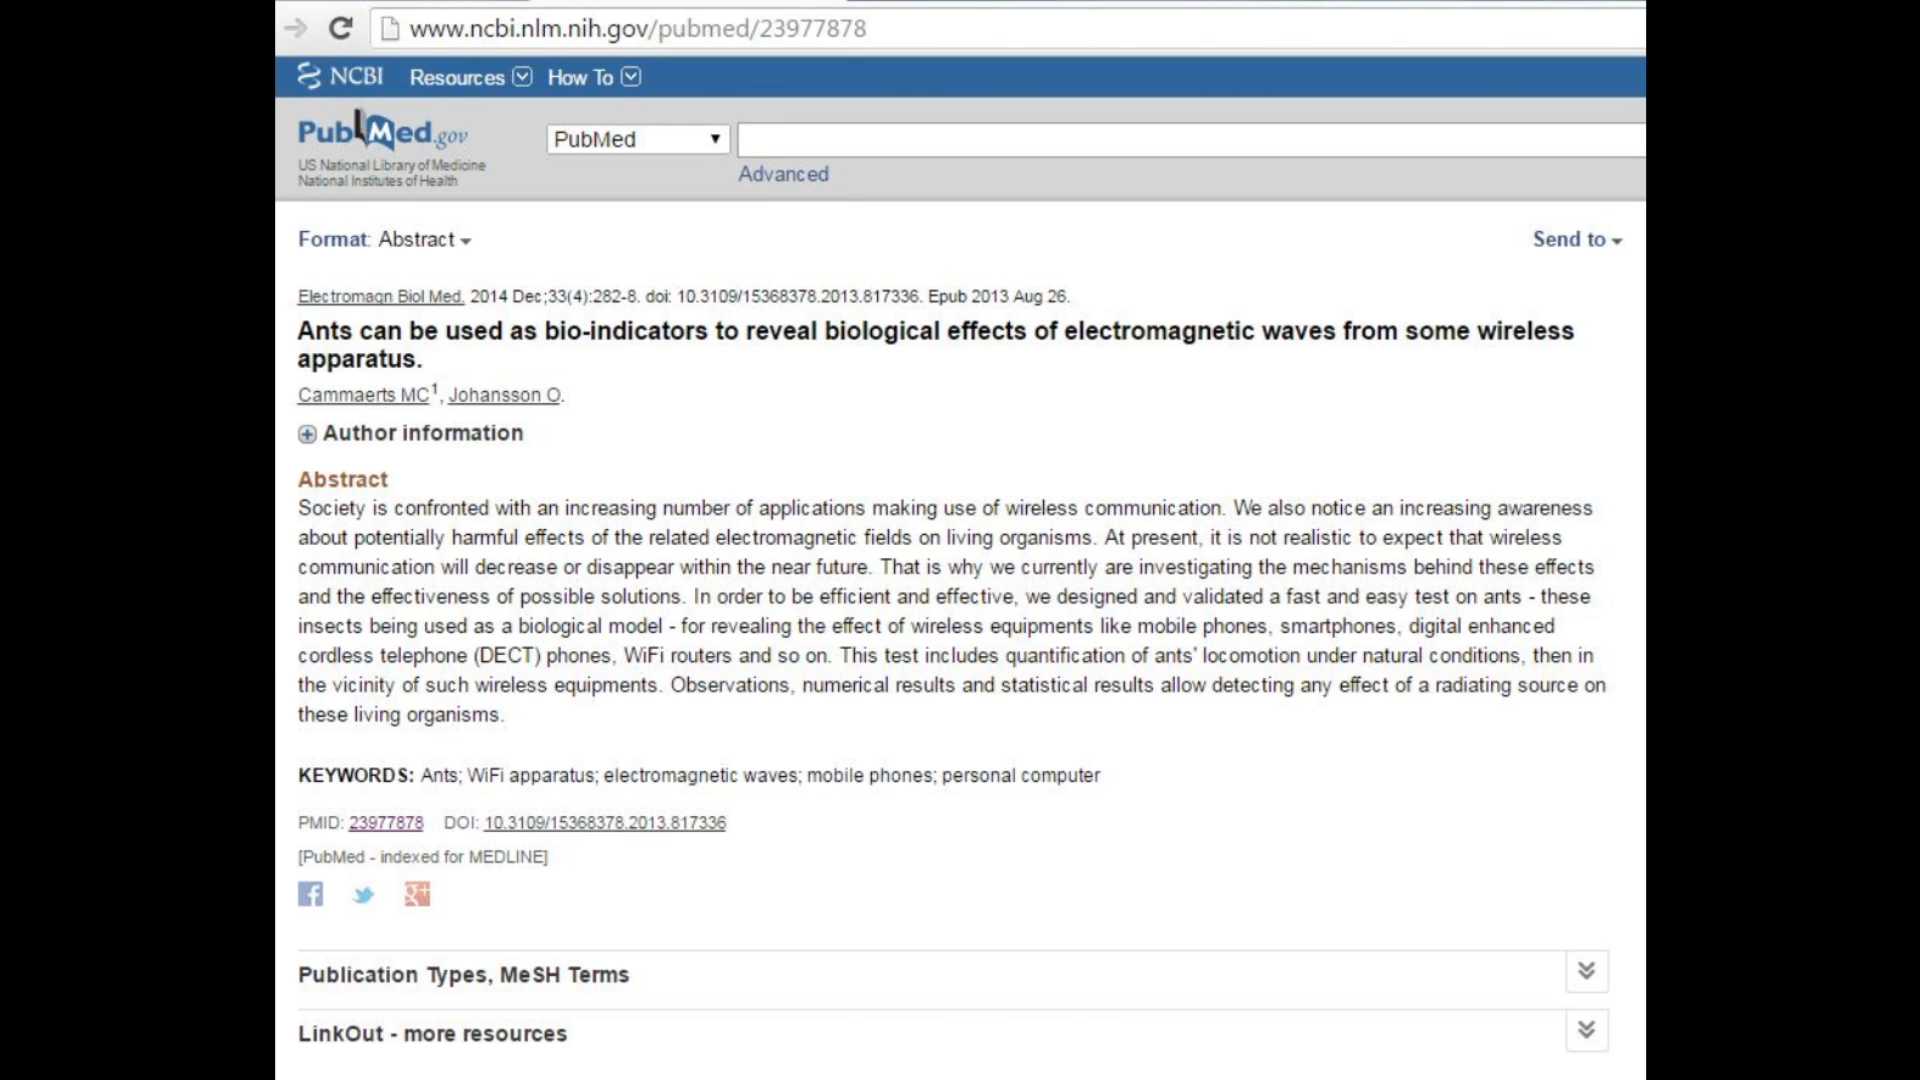 www.ncbi.nlm.nih.gov/pubmed/23977878
NCBI Resources How To
PubMed.gov
US National Library of Medicine
National Institutes of Health
PubMed
Advanced
Format: Abstract
Send to
Electromagn Biol Med. 2014 Dec;33(4):282-8. doi: 10.3109/15368378.2013.817336. Epub 2013 Aug 26.
Ants can be used as bio-indicators to reveal biological effects of electromagnetic waves from some wireless
apparatus.
Cammaerts MC1, Johansson O.
Author information
Abstract
Society is confronted with an increasing number of applications making use of wireless communication. We also notice an increasing awareness
about potentially harmful effects of the related electromagnetic fields on living organisms. At present, it is not realistic to expect that wireless
communication will decrease or disappear within the near future. That is why we currently are investigating the mechanisms behind these effects
and the effectiveness of possible solutions. In order to be efficient and effective, we designed and validated a fast and easy test on ants - these
insects being used as a biological model - for revealing the effect of wireless equipments like mobile phones, smartphones, digital enhanced
cordless telephone (DECT) phones, WiFi routers and so on. This test includes quantification of ants' locomotion under natural conditions, then in
the vicinity of such wireless equipments. Observations, numerical results and statistical results allow detecting any effect of a radiating source on
these living organisms.
KEYWORDS: Ants; WiFi apparatus; electromagnetic waves; mobile phones; personal computer
PMID: 23977878 DOI: 10.3109/15368378.2013.817336
[PubMed - indexed for MEDLINE]
f g+
Publication Types, MeSH Terms
LinkOut - more resources